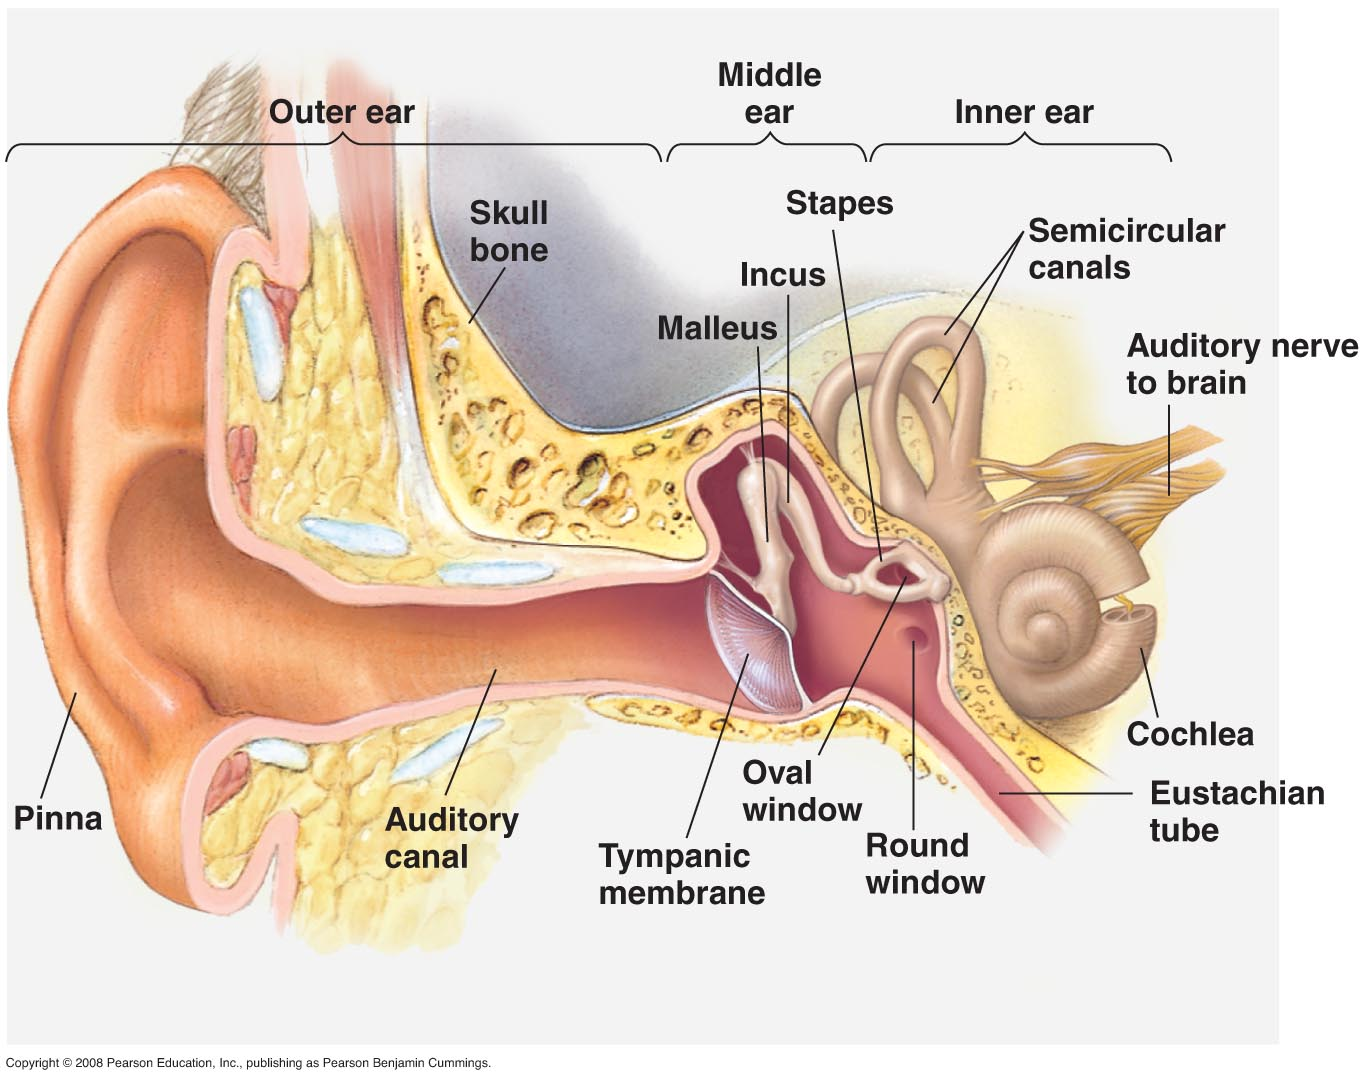 Middle
ear
Outer ear
Inner ear
Stapes
Skull
bone
Semicircular
canals
Incus
Malleus
Auditory nerve
to brain
Cochlea
Oval
window
Eustachian
tube
Pinna
Auditory
canal
Round
window
Tympanic
membrane
Copyright © 2008 Pearson Education, Inc., publishing as Pearson Benjamin Cummings.